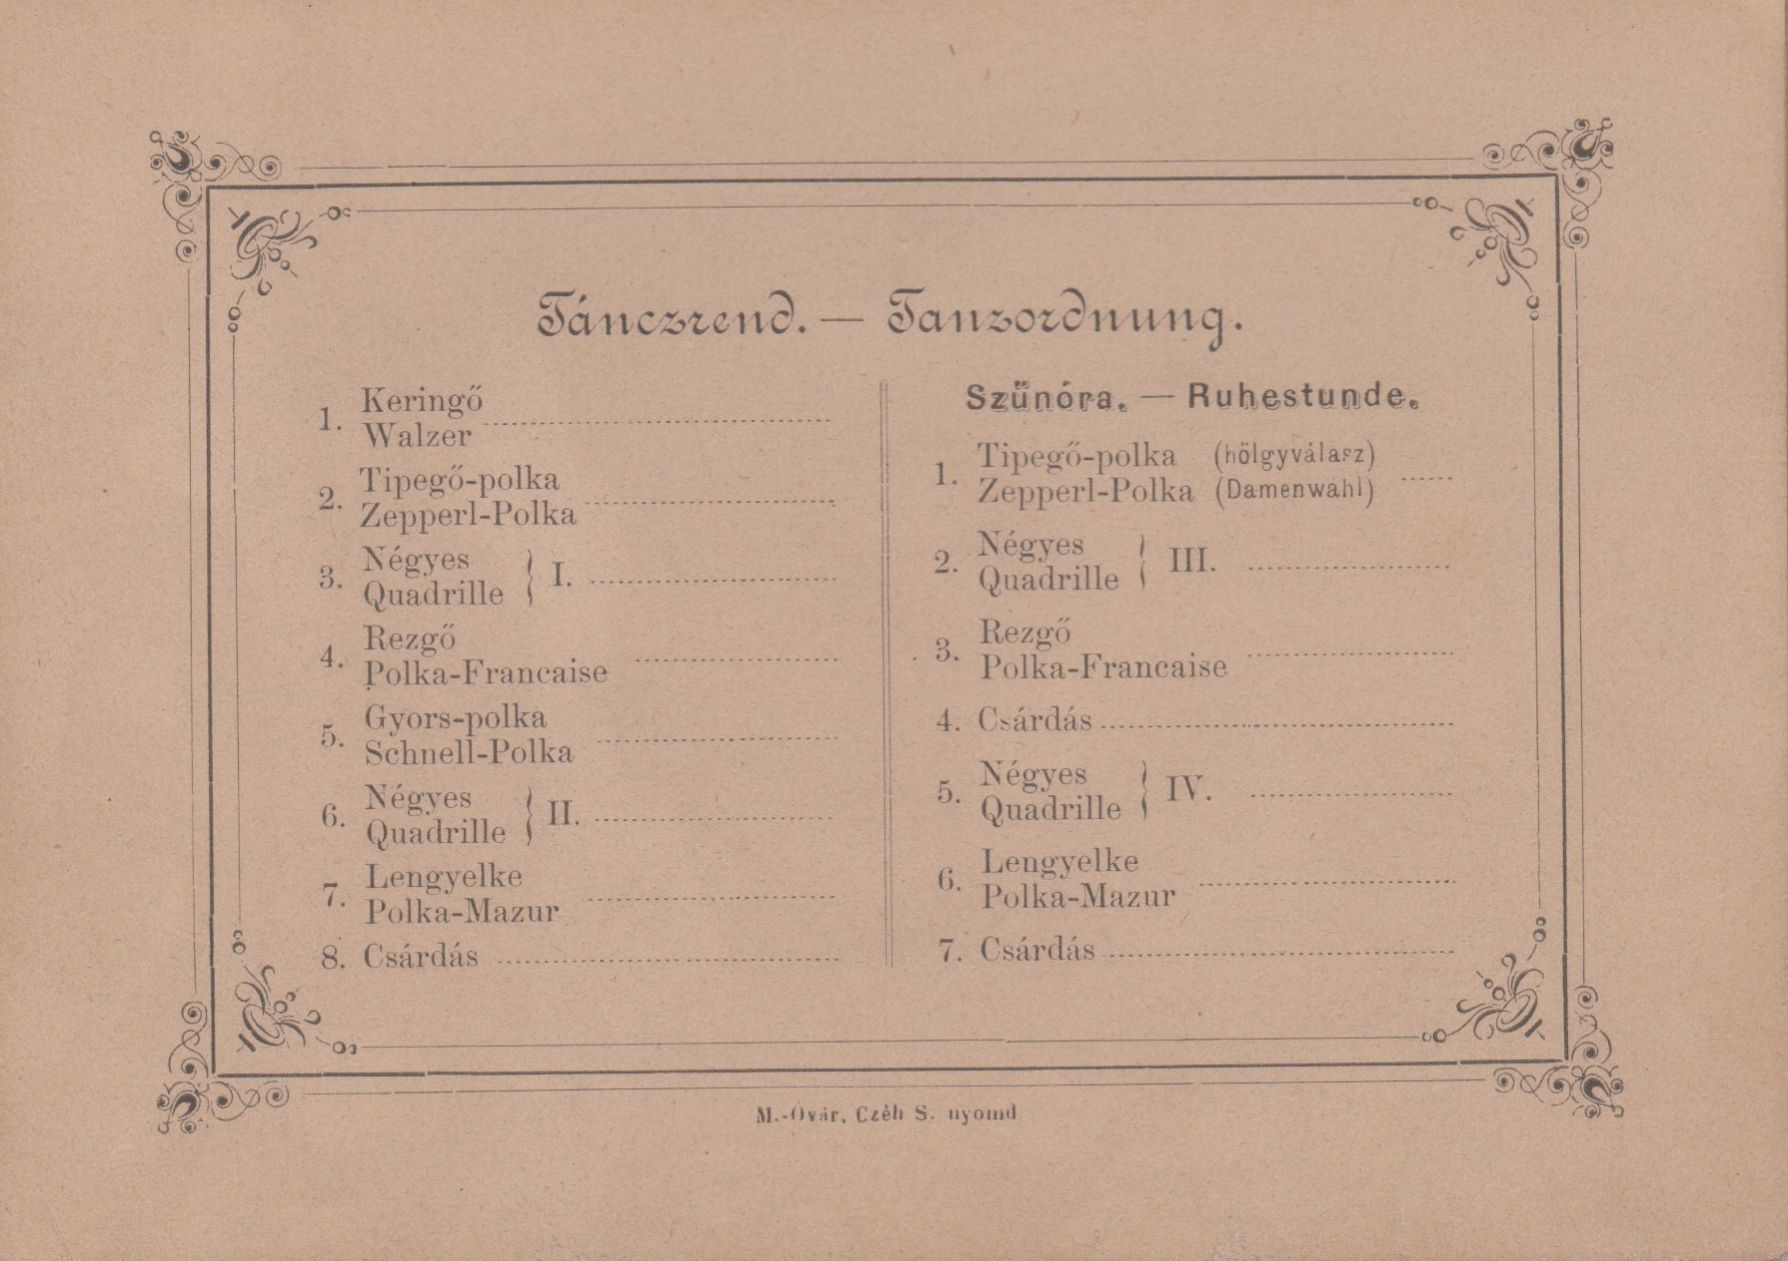 Tánczrend. — Tanzordnung.
1. Keringő
Walzer
2. Tipegő-polka
Zepperl-Polka
3. Négyes
Quadrille } I.
4. Rezgő
Polka-Francaise
5. Gyors-polka
Schnell-Polka
6. Négyes
Quadrille } II.
7. Lengyelke
Polka-Mazur
8. Csárdás
Szűnóra. — Ruhestunde.
1. Tipegő-polka (hölgyválasz)
Zepperl-Polka (Damenwahl)
2. Négyes
Quadrille } III.
3. Rezgő
Polka-Francaise
4. Csárdás
5. Négyes
Quadrille } IV.
6. Lengyelke
Polka-Mazur
7. Csárdás
M.-Óvár, Czéh S. nyomd